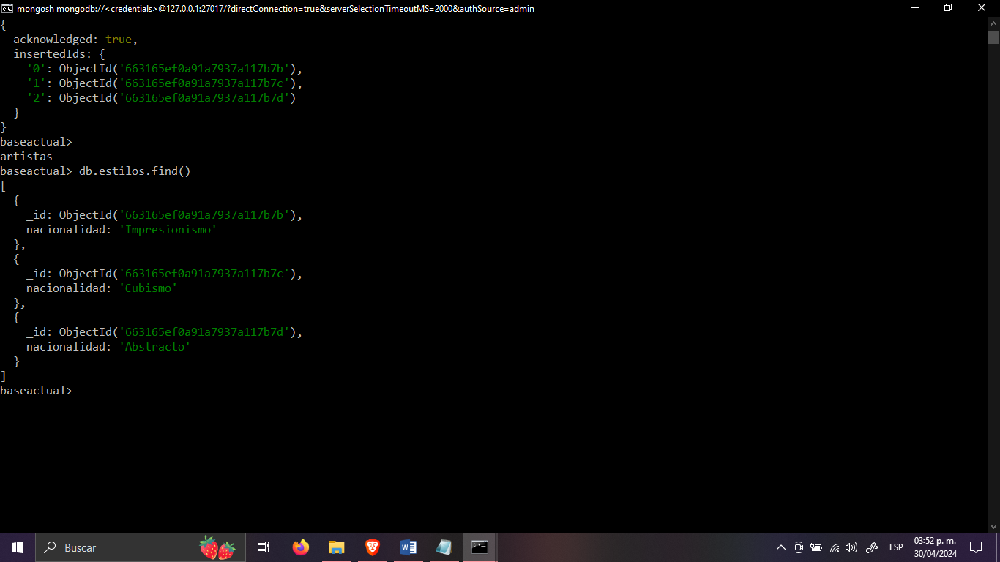 mongosh mongodb://<credentials>@127.0.0.1:27017/?directConnection=true&serverSelectionTimeoutMS=2000&authSource=admin
{
  acknowledged: true,
  insertedIds: {
    '0': ObjectId('663165ef0a91a7937a117b7b'),
    '1': ObjectId('663165ef0a91a7937a117b7c'),
    '2': ObjectId('663165ef0a91a7937a117b7d')
  }
}
baseactual>
artistas
baseactual> db.estilos.find()
[
  {
    _id: ObjectId('663165ef0a91a7937a117b7b'),
    nacionalidad: 'Impresionismo'
  },
  {
    _id: ObjectId('663165ef0a91a7937a117b7c'),
    nacionalidad: 'Cubismo'
  },
  {
    _id: ObjectId('663165ef0a91a7937a117b7d'),
    nacionalidad: 'Abstracto'
  }
]
baseactual>
Buscar
ESP
03:52 p. m.
30/04/2024